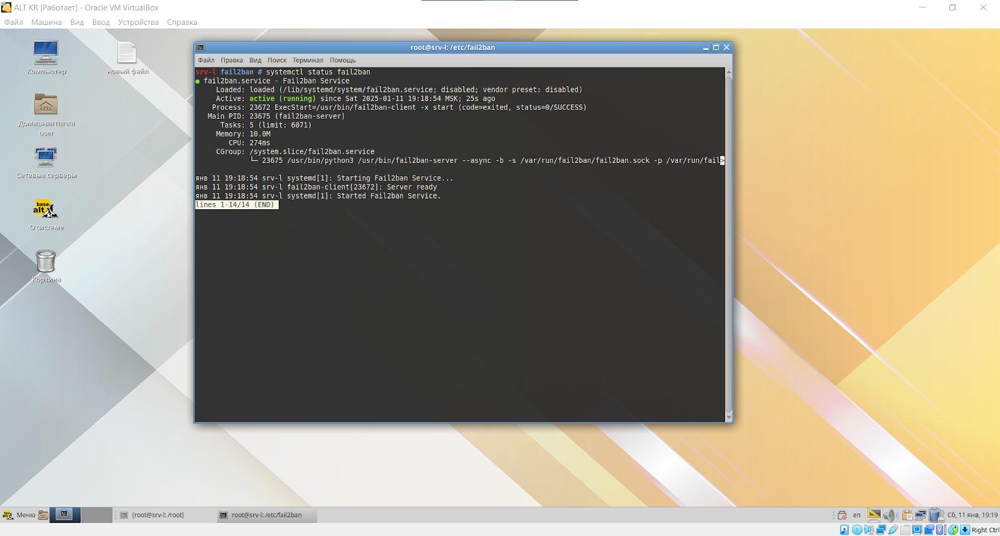 ALT KR [Работает] - Oracle VM VirtualBox
Файл Машина Вид Ввод Устройства Справка
Компьютер
новый файл
Домашняя папка
user
Сетевые серверы
base
alt
О системе
Корзина
root@srv-l: /etc/fail2ban
Файл Правка Вид Поиск Терминал Помощь
srv-l fail2ban # systemctl status fail2ban
● fail2ban.service - Fail2Ban Service
Loaded: loaded (/lib/systemd/system/fail2ban.service; disabled; vendor preset: disabled)
Active: active (running) since Sat 2025-01-11 19:18:54 MSK; 25s ago
Process: 23672 ExecStart=/usr/bin/fail2ban-client -x start (code=exited, status=0/SUCCESS)
Main PID: 23675 (fail2ban-server)
Tasks: 5 (limit: 6071)
Memory: 10.0M
CPU: 274ms
CGroup: /system.slice/fail2ban.service
└─ 23675 /usr/bin/python3 /usr/bin/fail2ban-server --async -b -s /var/run/fail2ban/fail2ban.sock -p /var/run/fail>
янв 11 19:18:54 srv-l systemd[1]: Starting Fail2ban Service...
янв 11 19:18:54 srv-l fail2ban-client[23672]: Server ready
янв 11 19:18:54 srv-l systemd[1]: Started Fail2ban Service.
lines 1-14/14 (END)
Меню
[root@srv-l: /root]
root@srv-l: /etc/fail2ban
en
Сб, 11 янв, 19:19
Right Ctrl